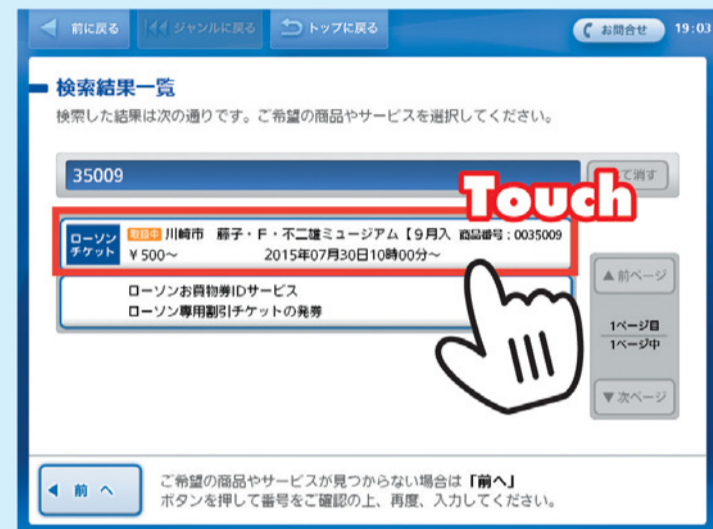 前に戻る ジャンルに戻る トップに戻る お問合せ 19:03
検索結果一覧
検索した結果は次の通りです。ご希望の商品やサービスを選択してください。
35009
て消す
Touch
ローソン
チケット
取扱中 川崎市 藤子・F・不二雄ミュージアム【9月入 商品番号:0035009
¥500~ 2015年07月30日10時00分~
ローソンお買物券IDサービス
ローソン専用割引チケットの発券
▲前ページ
1ページ目
1ページ中
▼次ページ
前 へ
ご希望の商品やサービスが見つからない場合は「前へ」
ボタンを押して番号をご確認の上、再度、入力してください。